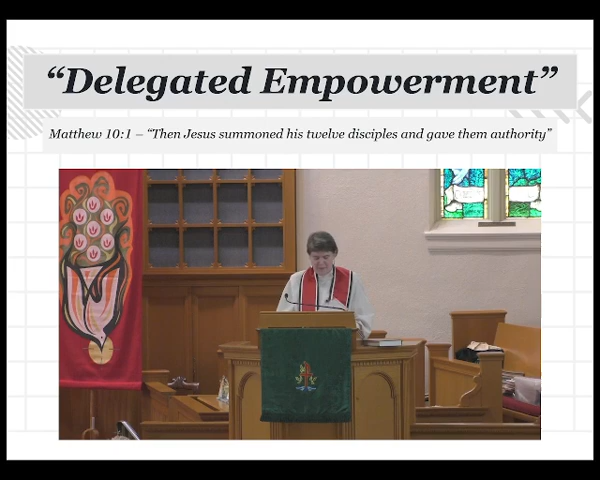 “Delegated Empowerment”
Matthew 10:1 – “Then Jesus summoned his twelve disciples and gave them authority”